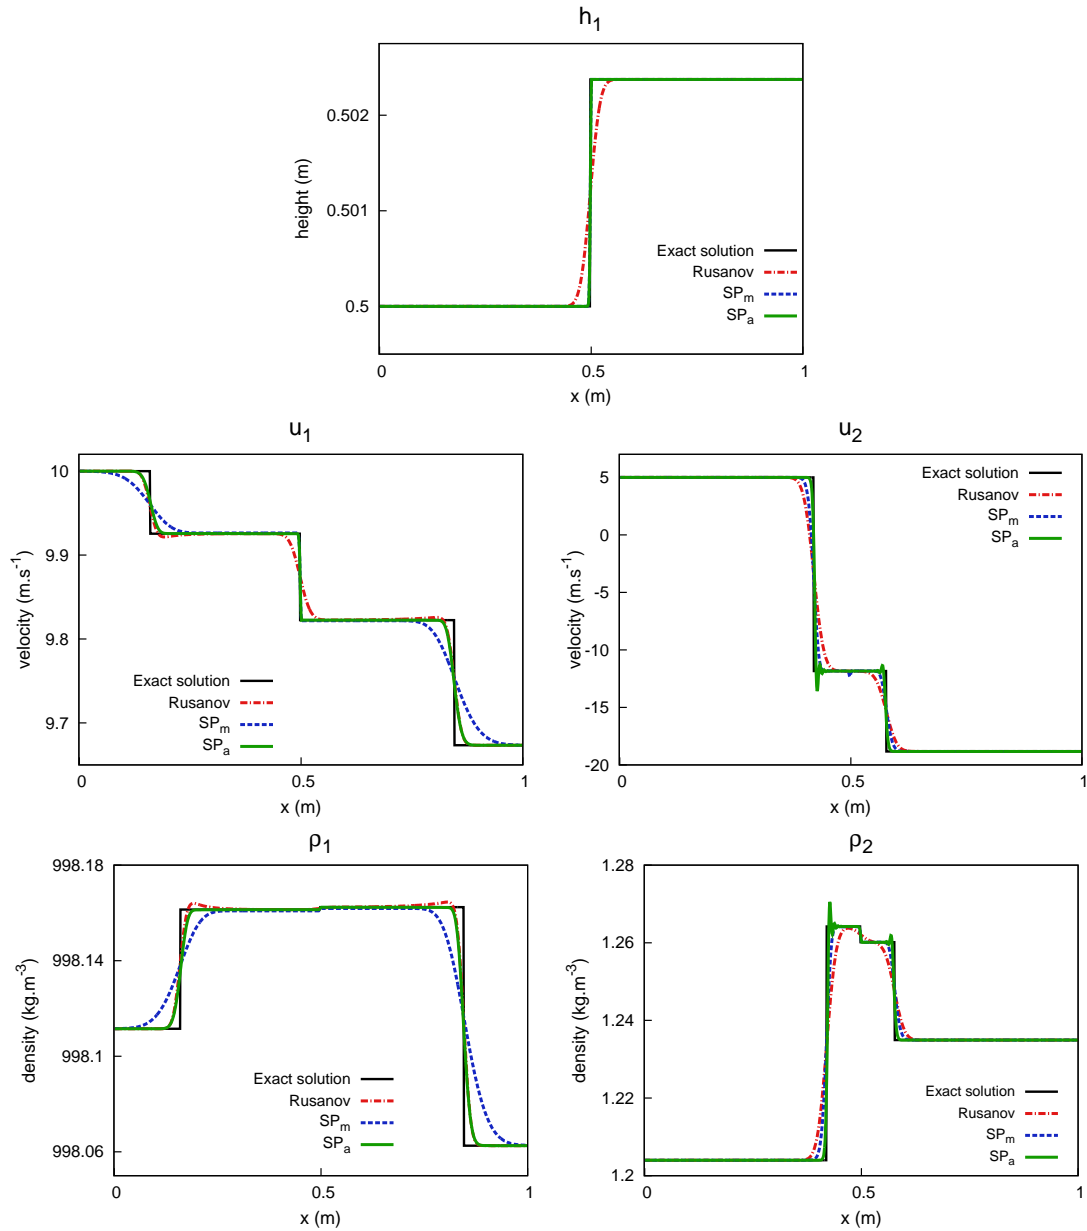 h1
height (m)
0.502
0.501
0.5
Exact solution
Rusanov
SPm
SPa
0 0.5 1
x (m)
u1
velocity (m.s-1)
10
9.9
9.8
9.7
Exact solution
Rusanov
SPm
SPa
0 0.5 1
x (m)
u2
velocity (m.s-1)
5
0
-5
-10
-15
-20
Exact solution
Rusanov
SPm
SPa
0 0.5 1
x (m)
ρ1
density (kg.m-3)
998.18
998.14
998.1
998.06
Exact solution
Rusanov
SPm
SPa
0 0.5 1
x (m)
ρ2
density (kg.m-3)
1.28
1.26
1.24
1.22
1.2
Exact solution
Rusanov
SPm
SPa
0 0.5 1
x (m)